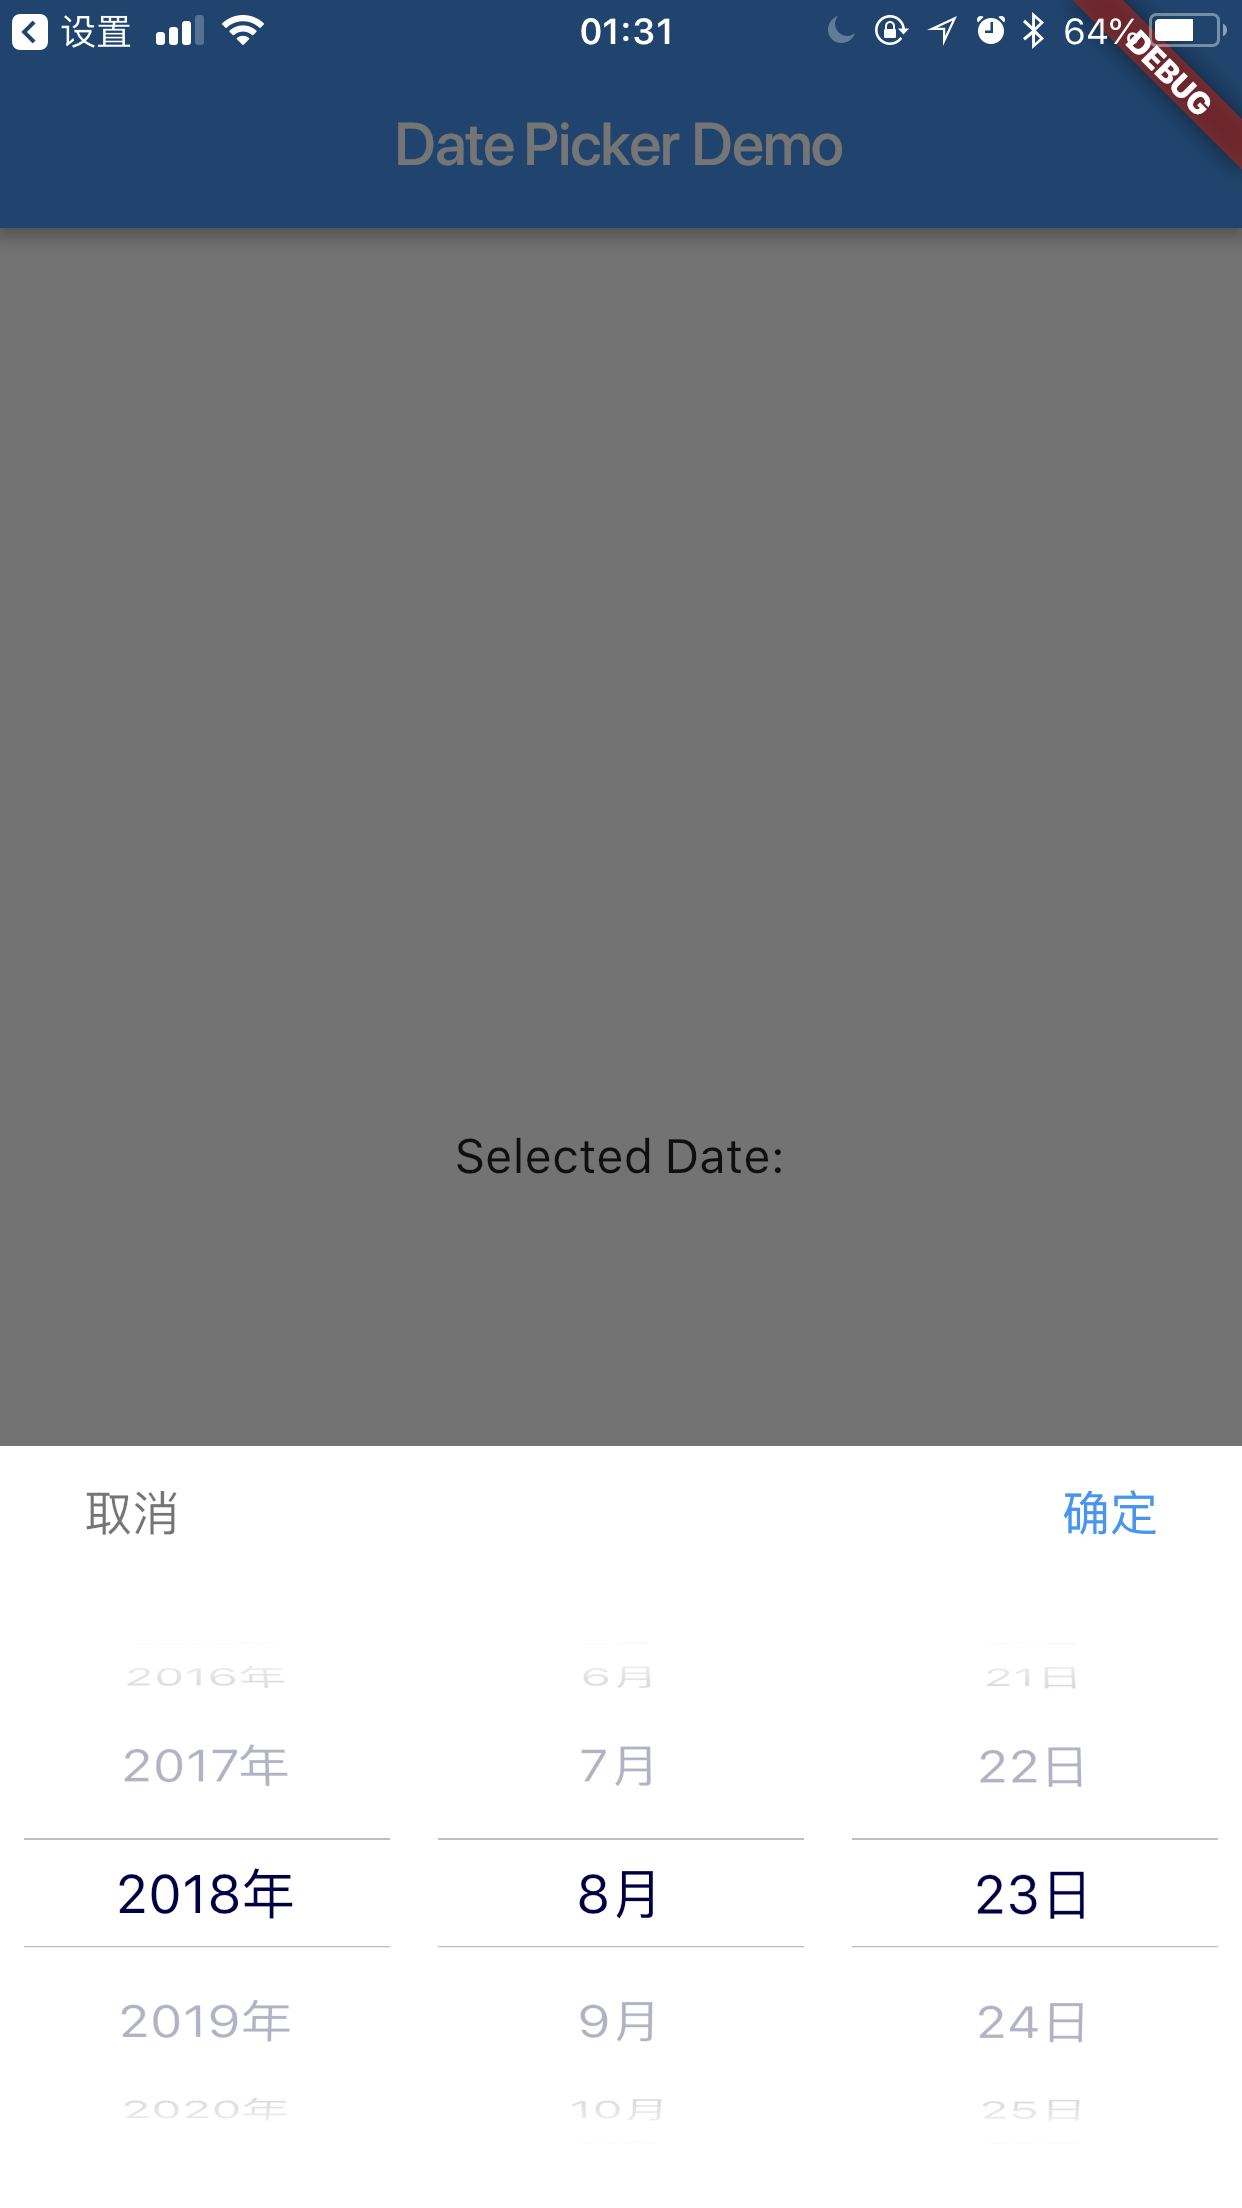 设置 01:31 64%
DEBUG
Date Picker Demo
Selected Date:
取消 确定
2016年 6月 21日
2017年 7月 22日
2018年 8月 23日
2019年 9月 24日
2020年 10月 25日